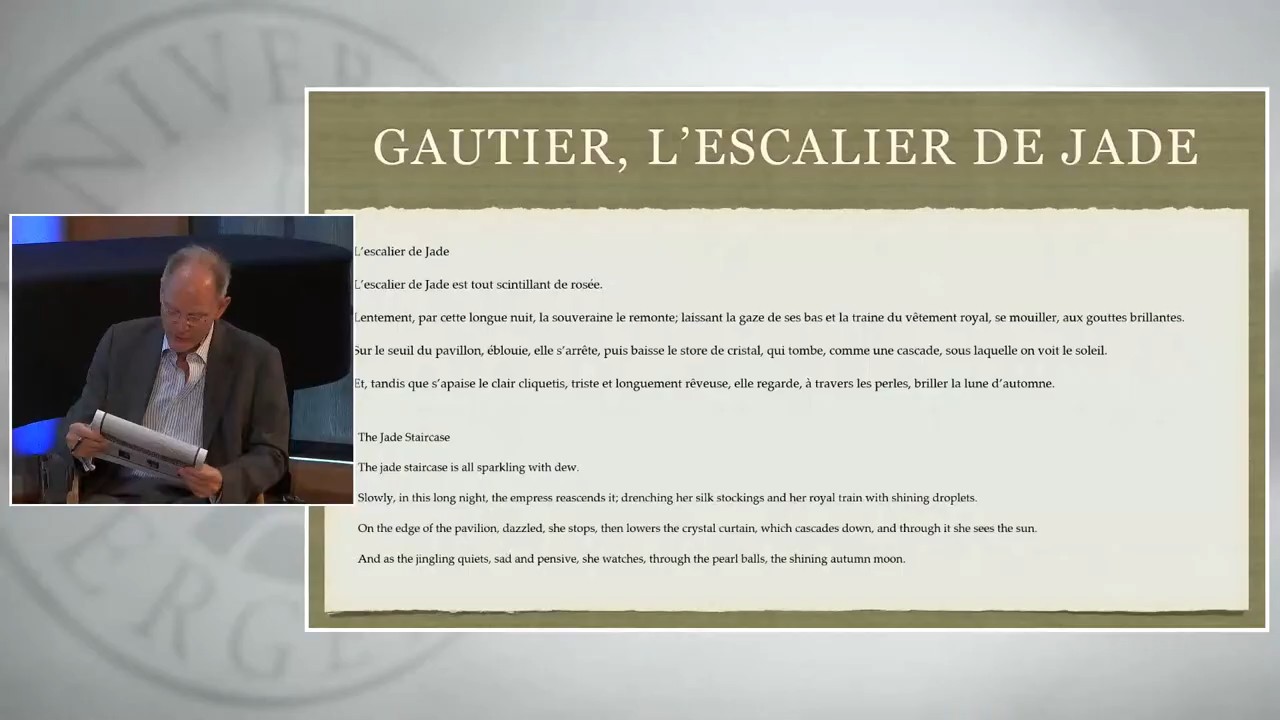 GAUTIER, L’ESCALIER DE JADE
L’escalier de Jade
L’escalier de Jade est tout scintillant de rosée.
Lentement, par cette longue nuit, la souveraine le remonte; laissant la gaze de ses bas et la traine du vêtement royal, se mouiller, aux gouttes brillantes.
Sur le seuil du pavillon, éblouie, elle s’arrête, puis baisse le store de cristal, qui tombe, comme une cascade, sous laquelle on voit le soleil.
Et, tandis que s’apaise le clair cliquetis, triste et longuement rêveuse, elle regarde, à travers les perles, briller la lune d’automne.
The Jade Staircase
The jade staircase is all sparkling with dew.
Slowly, in this long night, the empress reascends it; drenching her silk stockings and her royal train with shining droplets.
On the edge of the pavilion, dazzled, she stops, then lowers the crystal curtain, which cascades down, and through it she sees the sun.
And as the jingling quiets, sad and pensive, she watches, through the pearl balls, the shining autumn moon.
NIVER
ERGE